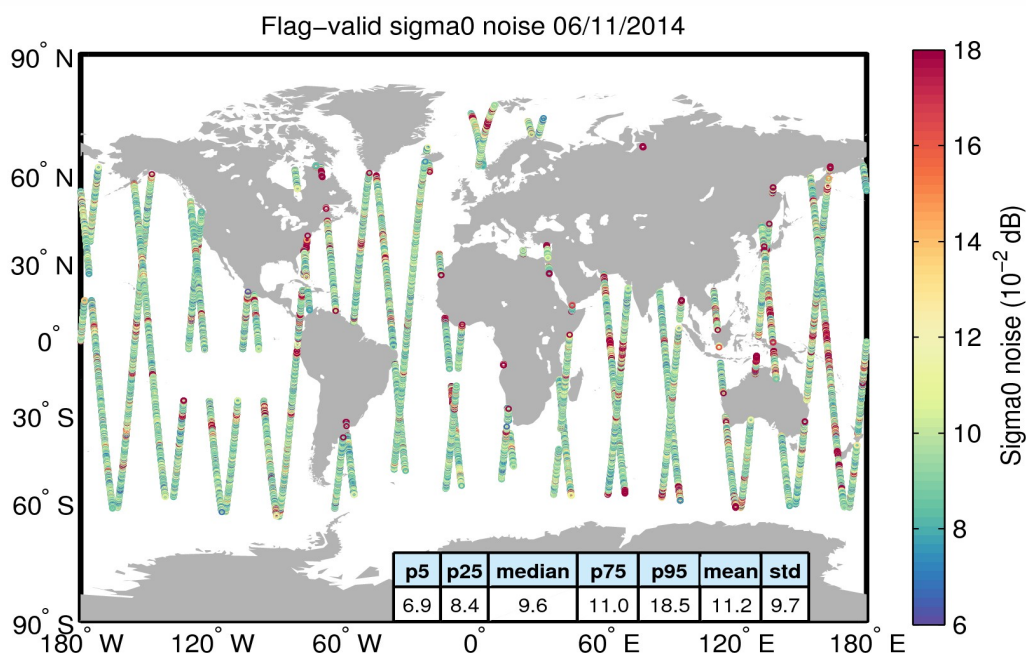 Flag−valid sigma0 noise 06/11/2014
90° N
60° N
30° N
0°
30° S
60° S
90° S
180° W
120° W
60° W
0°
60° E
120° E
180° E
p5 p25 median p75 p95 mean std
6.9 8.4 9.6 11.0 18.5 11.2 9.7
18
16
14
12
10
8
6
Sigma0 noise (10⁻² dB)